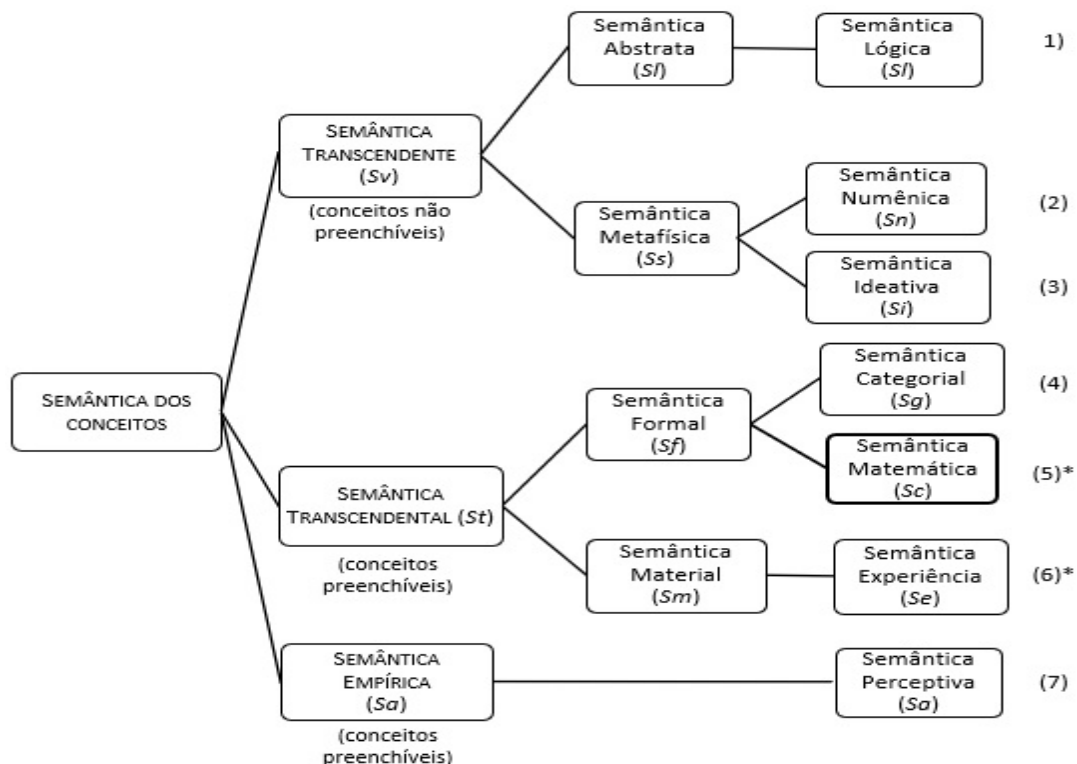 Semântica
Abstrata
(Sl)
Semântica
Lógica
(Sl)
1)
SEMÂNTICA
TRANSCENDENTE
(Sv)
(conceitos não
preenchíveis)
Semântica
Metafísica
(Ss)
Semântica
Numênica
(Sn)
(2)
Semântica
Ideativa
(Si)
(3)
SEMÂNTICA DOS
CONCEITOS
Semântica
Formal
(Sf)
Semântica
Categorial
(Sg)
(4)
Semântica
Matemática
(Sc)
(5)*
SEMÂNTICA
TRANSCENDENTAL (St)
(conceitos
preenchíveis)
Semântica
Material
(Sm)
Semântica
Experiência
(Se)
(6)*
SEMÂNTICA
EMPÍRICA
(Sa)
(conceitos
preenchíveis)
Semântica
Perceptiva
(Sa)
(7)